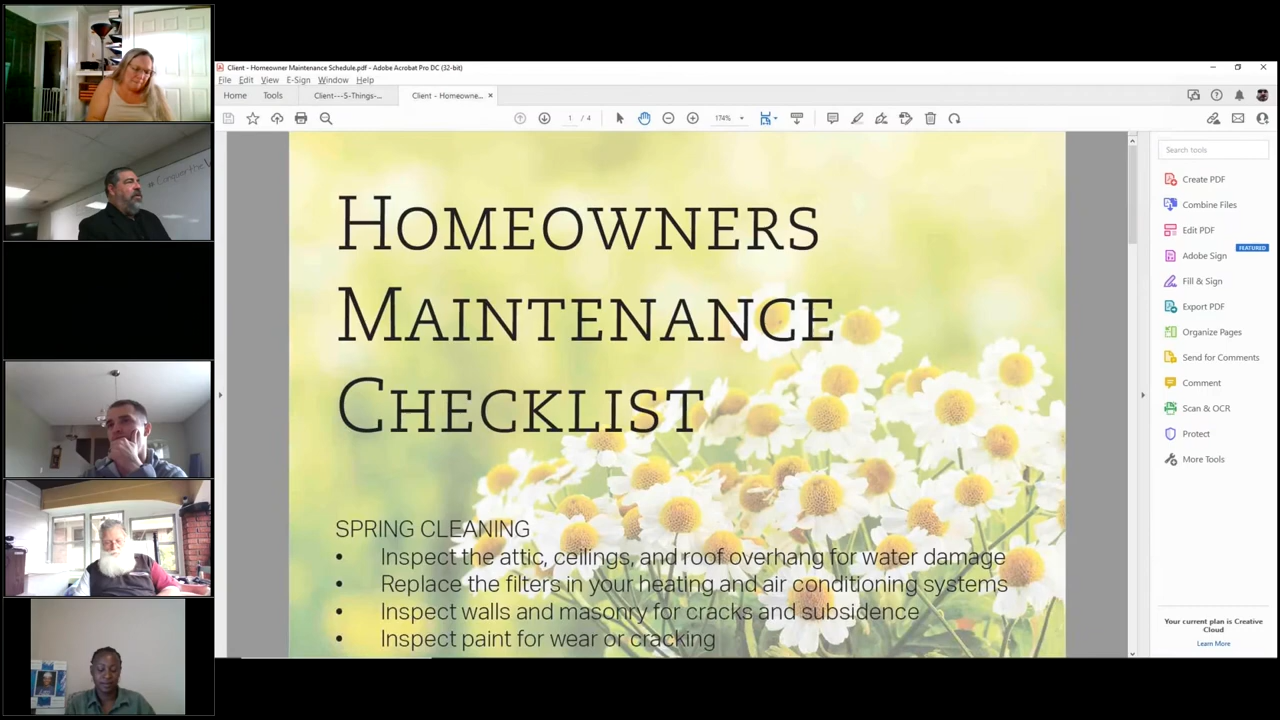 Conquer the
Client - Homeowner Maintenance Schedule.pdf - Adobe Acrobat Pro DC (32-bit)
File Edit View E-Sign Window Help
Home Tools Client---5-Things-... Client - Homeowne... ×
1 / 4 174%
HOMEOWNERS
MAINTENANCE
CHECKLIST
SPRING CLEANING
• Inspect the attic, ceilings, and roof overhang for water damage
• Replace the filters in your heating and air conditioning systems
• Inspect walls and masonry for cracks and subsidence
• Inspect paint for wear or cracking
Search tools
Create PDF
Combine Files
Edit PDF
FEATURED
Adobe Sign
Fill & Sign
Export PDF
Organize Pages
Send for Comments
Comment
Scan & OCR
Protect
More Tools
Your current plan is Creative
Cloud
Learn More